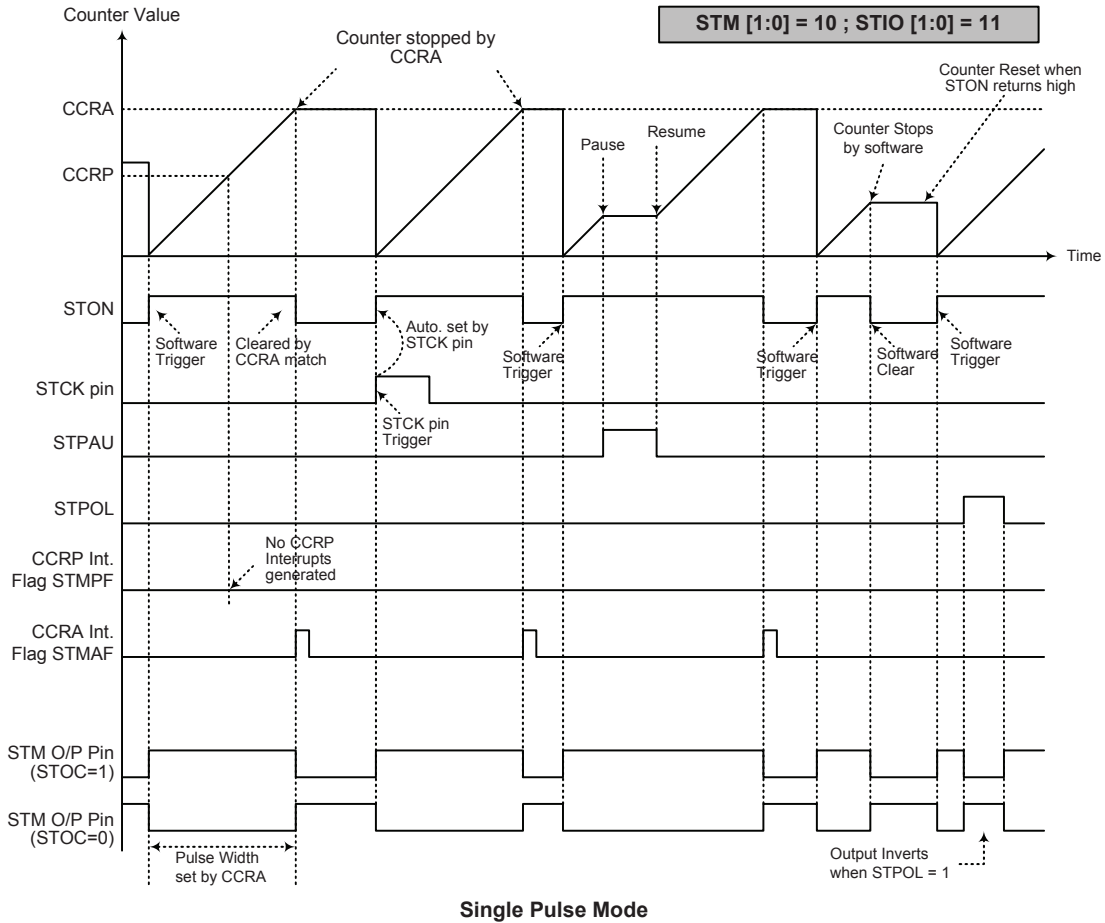 Counter Value
STM [1:0] = 10 ; STIO [1:0] = 11
Counter stopped by
CCRA
Counter Reset when
STON returns high
CCRA
Pause
Resume
Counter Stops
by software
CCRP
Time
STON
Software
Trigger
Cleared by
CCRA match
Auto. set by
STCK pin
Software
Trigger
Software
Trigger
Software
Clear
Software
Trigger
STCK pin
STCK pin
Trigger
STPAU
STPOL
No CCRP
Interrupts
generated
CCRP Int.
Flag STMPF
CCRA Int.
Flag STMAF
STM O/P Pin
(STOC=1)
STM O/P Pin
(STOC=0)
Pulse Width
set by CCRA
Output Inverts
when STPOL = 1
Single Pulse Mode